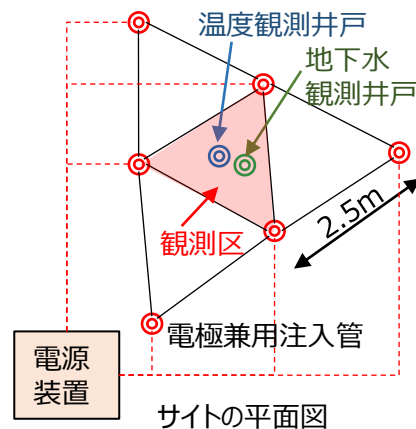 温度観測井戸
地下水
観測井戸
観測区
2.5m
電極兼用注入管
電源
装置
サイトの平面図